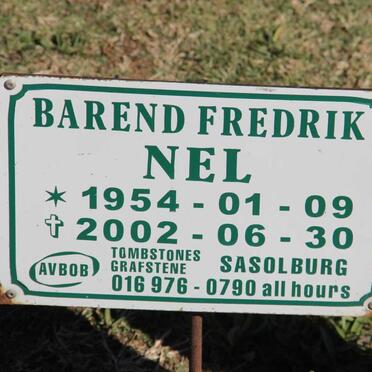 BAREND FREDRIK
NEL
* 1954 - 01 - 09
✝ 2002 - 06 - 30
AVBOB TOMBSTONES GRAFSTENE SASOLBURG
016 976 - 0790 all hours